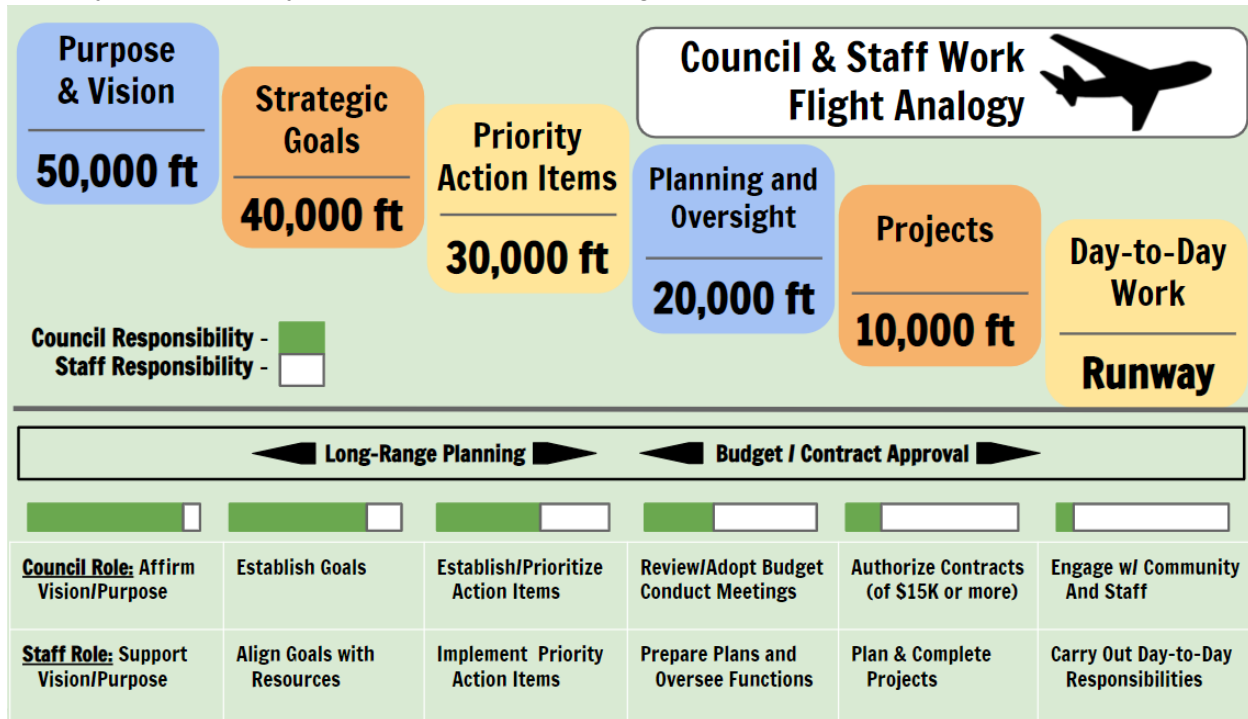 Purpose
& Vision
50,000 ft
Strategic
Goals
40,000 ft
Priority
Action Items
30,000 ft
Council & Staff Work
Flight Analogy
Planning and
Oversight
20,000 ft
Projects
10,000 ft
Day-to-Day
Work
Runway
Council Responsibility -
Staff Responsibility -
Long-Range Planning
Budget / Contract Approval
Council Role: Affirm
Vision/Purpose
Establish Goals
Establish/Prioritize
Action Items
Review/Adopt Budget
Conduct Meetings
Authorize Contracts
(of $15K or more)
Engage w/ Community
And Staff
Staff Role: Support
Vision/Purpose
Align Goals with
Resources
Implement Priority
Action Items
Prepare Plans and
Oversee Functions
Plan & Complete
Projects
Carry Out Day-to-Day
Responsibilities